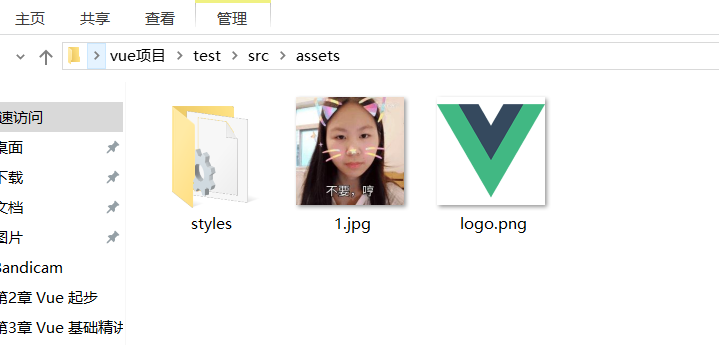 主页 共享 查看 管理
vue项目 test src assets
速访问
桌面
下载
文档
图片
Bandicam
第2章 Vue 起步
第3章 Vue 基础精讲
不要，哼
styles 1.jpg logo.png